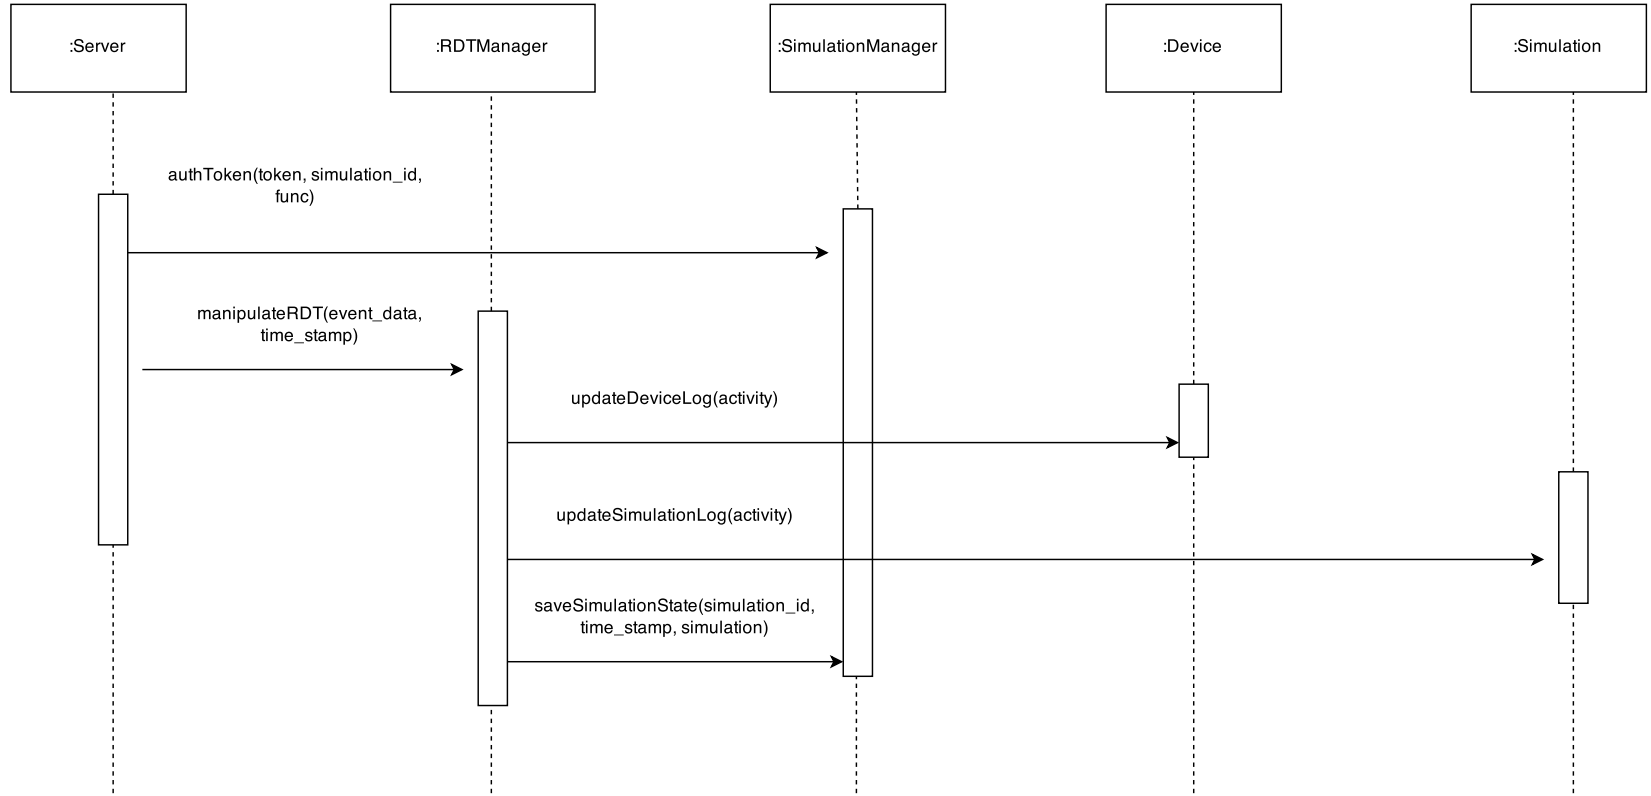 :Server
:RDTManager
:SimulationManager
:Device
:Simulation
authToken(token, simulation_id,
func)
manipulateRDT(event_data,
time_stamp)
updateDeviceLog(activity)
updateSimulationLog(activity)
saveSimulationState(simulation_id,
time_stamp, simulation)